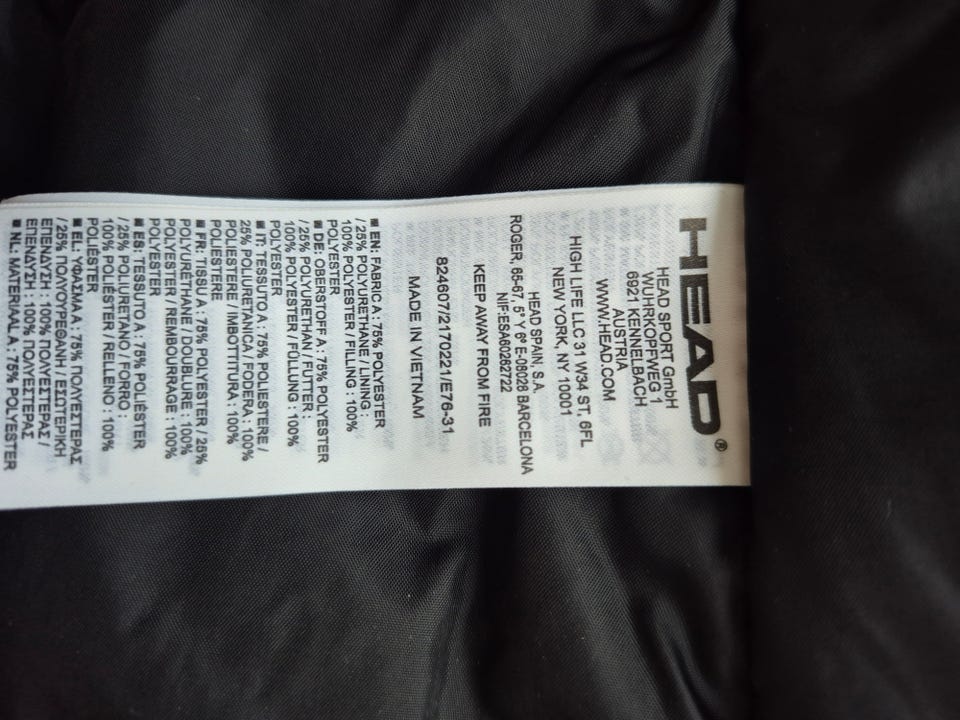 HEAD®
HEAD SPORT GmbH
WUHRKOPFWEG 1
6921 KENNELBACH
AUSTRIA
WWW.HEAD.COM
HIGH LIFE LLC 31 W34 ST, 6FL
NEW YORK, NY 10001
HEAD SPAIN, S.A.
ROGER, 65-67, 5° Y 6° E-08028 BARCELONA
NIF:ESA60262722
KEEP AWAY FROM FIRE
824607/2170221/E76-31
MADE IN VIETNAM
■ EN: FABRIC A : 75% POLYESTER
/ 25% POLYURETHANE / LINING :
100% POLYESTER / FILLING : 100%
POLYESTER
■ DE: OBERSTOFF A : 75% POLYESTER
/ 25% POLYURETHAN / FUTTER :
100% POLYESTER / FÜLLUNG : 100%
POLYESTER
■ IT: TESSUTO A : 75% POLIESTERE /
25% POLIURETANICA / FODERA : 100%
POLIESTERE / IMBOTTITURA : 100%
POLIESTERE
■ FR: TISSU A : 75% POLYESTER / 25%
POLYURÉTHANE / DOUBLURE : 100%
POLYESTER / REMBOURRAGE : 100%
POLYESTER
■ ES: TESSUTO A : 75% POLIÉSTER
/ 25% POLIURETANO / FORRO :
100% POLIÉSTER / RELLENO : 100%
POLIÉSTER
■ EL: ΥΦΑΣΜΑ Α : 75% ΠΟΛΥΕΣΤΕΡΑΣ
/ 25% ΠΟΛΥΟΥΡΕΘΑΝΗ / ΕΣΩΤΕΡΙΚΗ
ΕΠΕΝΔΥΣΗ : 100% ΠΟΛΥΕΣΤΕΡΑΣ /
ΕΠΕΝΔΥΣΗ : 100% ΠΟΛΥΕΣΤΕΡΑΣ
■ NL: MATERIAAL A : 75% POLYESTER